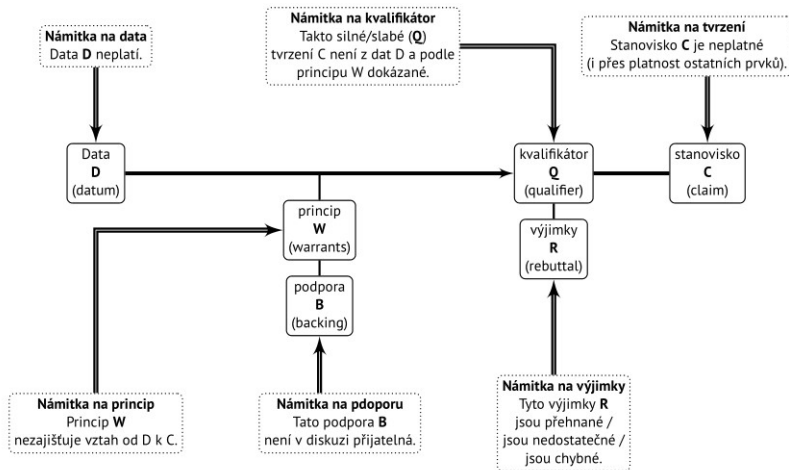 Námitka na data
Data D neplatí.
Námitka na kvalifikátor
Takto silné/slabé (Q)
tvrzení C není z dat D a podle
principu W dokázané.
Námitka na tvrzení
Stanovisko C je neplatné
(i přes platnost ostatních prvků).
Data
D
(datum)
kvalifikátor
Q
(qualifier)
stanovisko
C
(claim)
princip
W
(warrants)
výjimky
R
(rebuttal)
podpora
B
(backing)
Námitka na princip
Princip W
nezajišťuje vztah od D k C.
Námitka na pdoporu
Tato podpora B
není v diskuzi přijatelná.
Námitka na výjimky
Tyto výjimky R
jsou přehnané /
jsou nedostatečné /
jsou chybné.